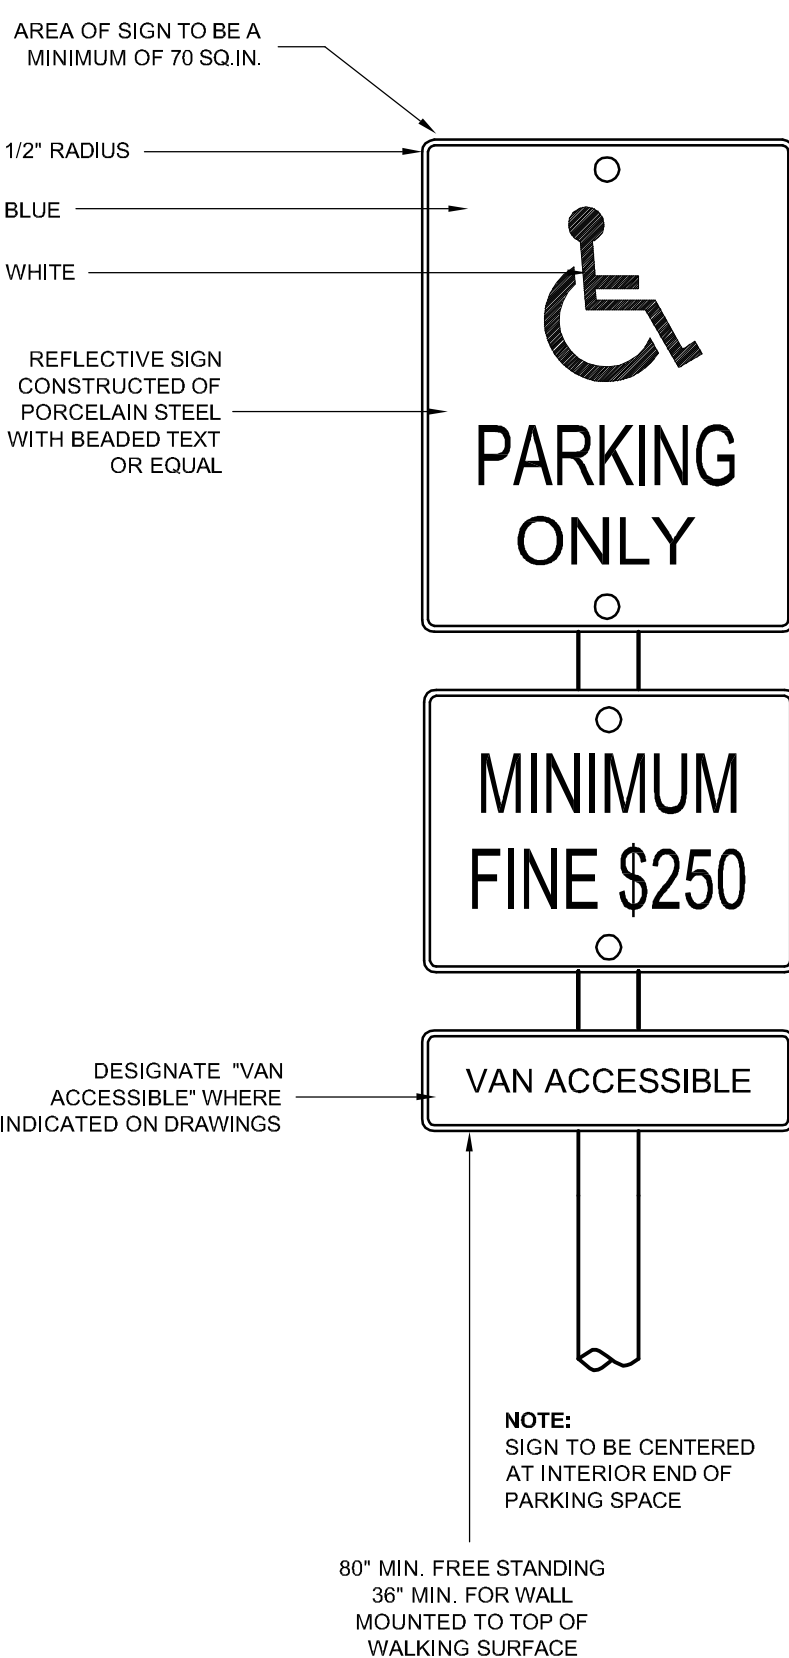 AREA OF SIGN TO BE A
MINIMUM OF 70 SQ.IN.
1/2" RADIUS
BLUE
WHITE
REFLECTIVE SIGN
CONSTRUCTED OF
PORCELAIN STEEL
WITH BEADED TEXT
OR EQUAL
PARKING
ONLY
MINIMUM
FINE $250
DESIGNATE "VAN
ACCESSIBLE" WHERE
INDICATED ON DRAWINGS
VAN ACCESSIBLE
NOTE:
SIGN TO BE CENTERED
AT INTERIOR END OF
PARKING SPACE
80" MIN. FREE STANDING
36" MIN. FOR WALL
MOUNTED TO TOP OF
WALKING SURFACE